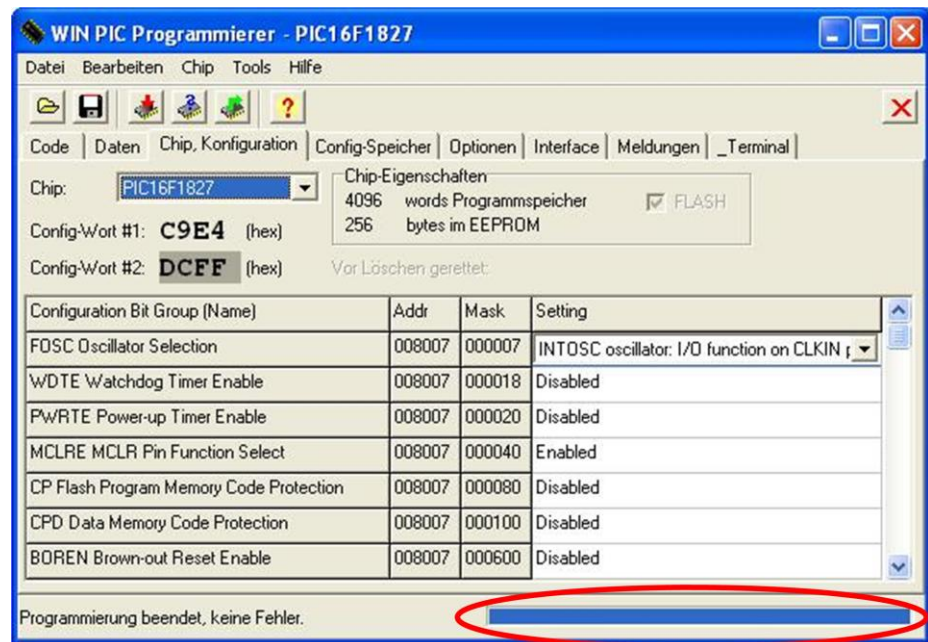 WIN PIC Programmierer - PIC16F1827
Datei Bearbeiten Chip Tools Hilfe
?
Code Daten Chip, Konfiguration Config-Speicher Optionen Interface Meldungen _Terminal
Chip: PIC16F1827
Chip-Eigenschaften
4096 words Programmspeicher FLASH
256 bytes im EEPROM
Config-Wort #1: C9E4 (hex)
Config-Wort #2: DCFF (hex) Vor Löschen gerettet:
Configuration Bit Group (Name) Addr Mask Setting
FOSC Oscillator Selection 008007 000007 INTOSC oscillator: I/O function on CLKIN p
WDTE Watchdog Timer Enable 008007 000018 Disabled
PWRTE Power-up Timer Enable 008007 000020 Disabled
MCLRE MCLR Pin Function Select 008007 000040 Enabled
CP Flash Program Memory Code Protection 008007 000080 Disabled
CPD Data Memory Code Protection 008007 000100 Disabled
BOREN Brown-out Reset Enable 008007 000600 Disabled
Programmierung beendet, keine Fehler.